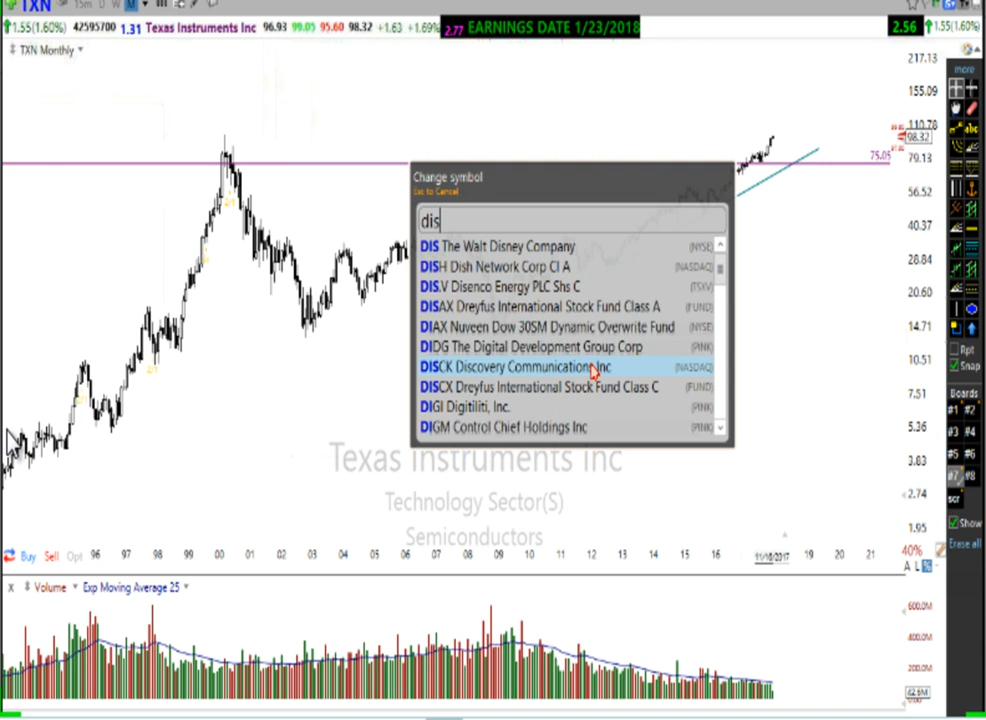 TXN 15m D W M
1.55(1.60%) 42595700 1.31 Texas Instruments Inc 96.93 99.05 95.60 98.32 +1.63 +1.69% 2.77 EARNINGS DATE 1/23/2018 2.56 1.55(1.60%)
TXN Monthly
217.13
more
155.09
110.78
98.32
abc
75.05
79.13
56.52
40.37
28.84
20.60
14.71
10.51
7.51
5.36
3.83
2.74
1.95
Change symbol
Esc to Cancel
dis
DIS The Walt Disney Company (NYSE)
DISH Dish Network Corp Cl A (NASDAQ)
DIS.V Disenco Energy PLC Shs C (TSXV)
DISAX Dreyfus International Stock Fund Class A (FUND)
DIAX Nuveen Dow 30SM Dynamic Overwrite Fund (NYSE)
DIDG The Digital Development Group Corp (PINK)
DISCK Discovery Communications Inc (NASDAQ)
DISCX Dreyfus International Stock Fund Class C (FUND)
DIGI Digitiliti, Inc. (PINK)
DIGM Control Chief Holdings Inc (PINK)
Rpt
Snap
Boards
#1 #2
#3 #4
#5 #6
#7 #8
scr
Show
Erase all
Texas Instruments Inc
Technology Sector(S)
Semiconductors
Buy Sell Opt 96 97 98 99 00 01 02 03 04 05 06 07 08 09 10 11 12 13 14 15 16 11/10/2017 19 20 21
40%
A L %
X Volume Exp Moving Average 25
600.0M
400.0M
200.0M
42.6M